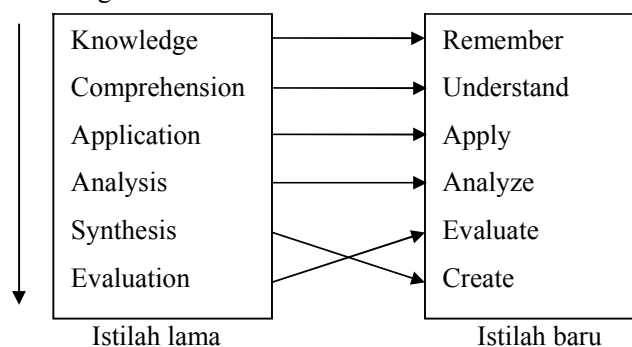 Knowledge
Comprehension
Application
Analysis
Synthesis
Evaluation
Istilah lama
Remember
Understand
Apply
Analyze
Evaluate
Create
Istilah baru